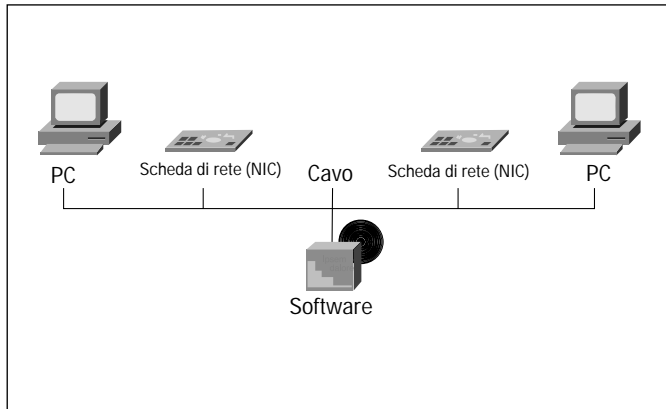 PC
Scheda di rete (NIC)
Cavo
Scheda di rete (NIC)
PC
Software